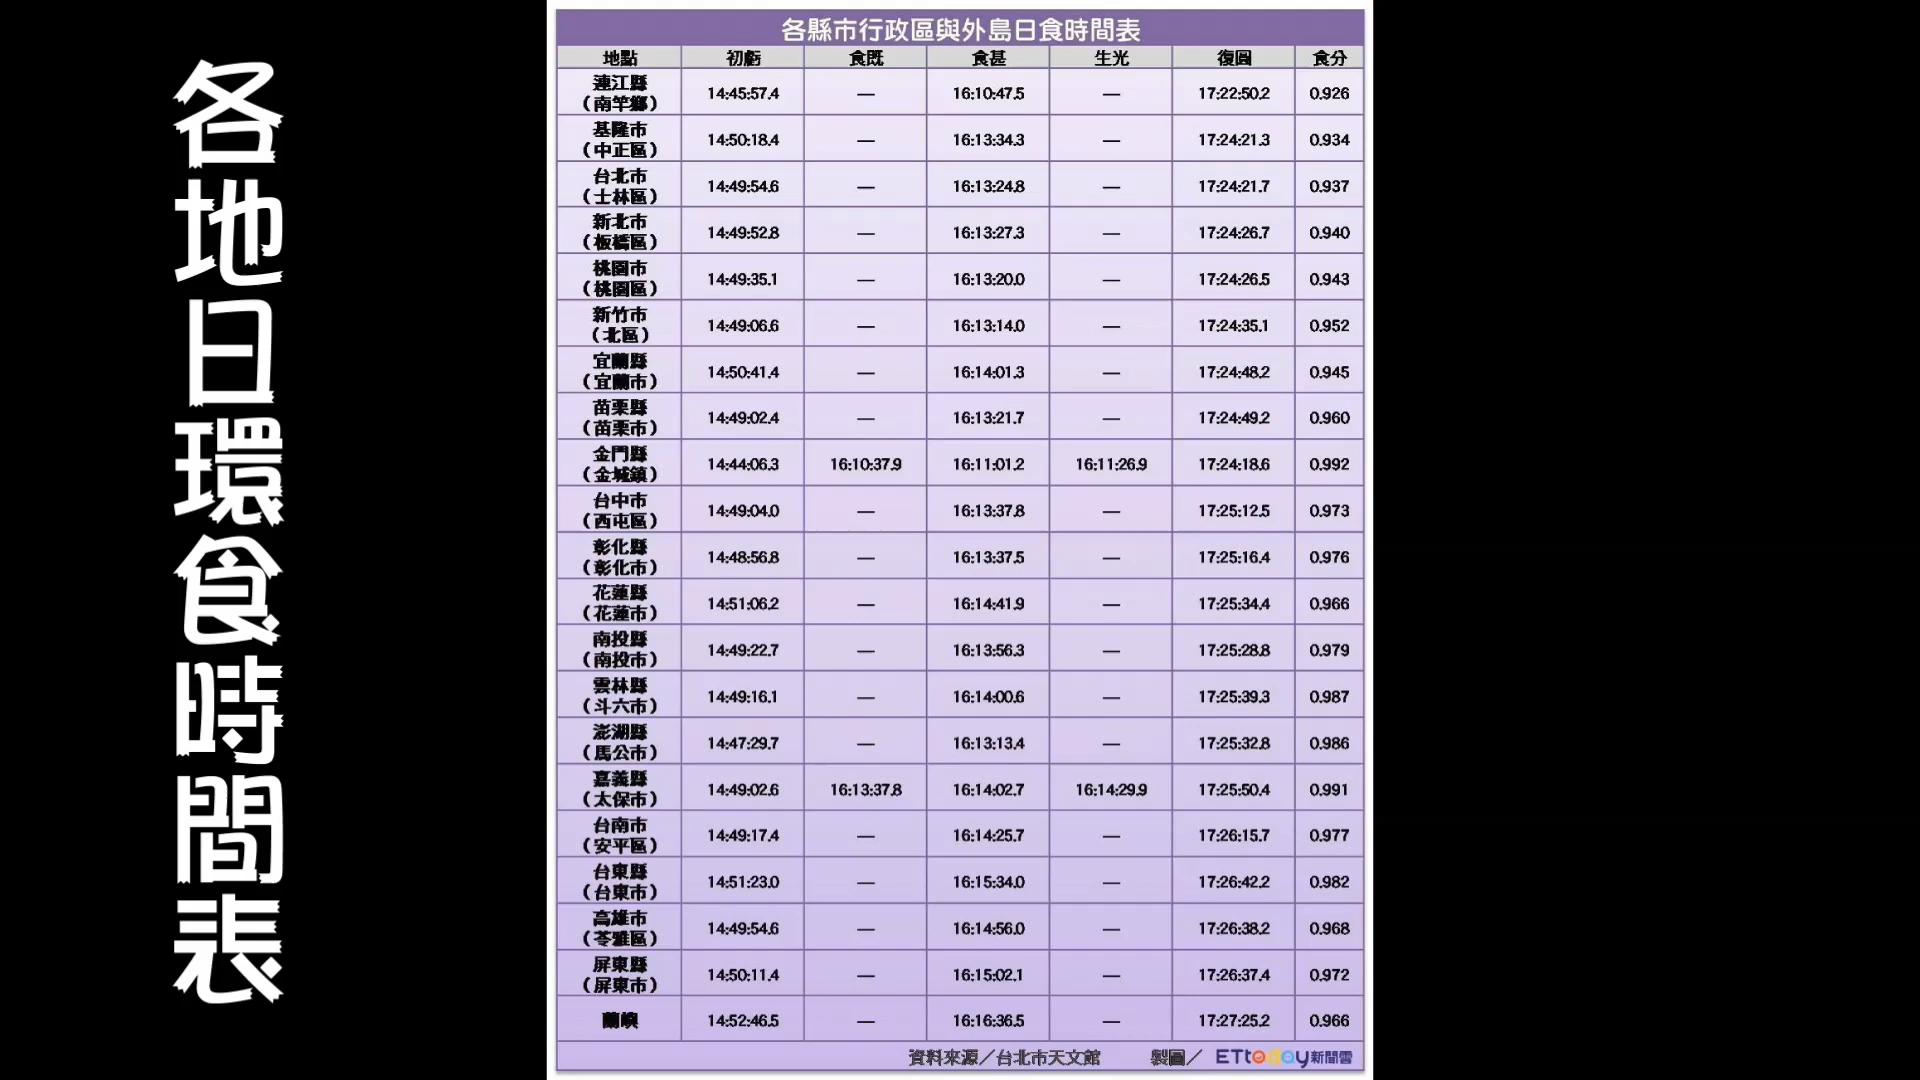 各地日環食時間表
各縣市行政區與外島日食時間表
地點 初虧 食既 食甚 生光 復圓 食分
連江縣（南竿鄉） 14:45:57.4 — 16:10:47.5 — 17:22:50.2 0.926
基隆市（中正區） 14:50:18.4 — 16:13:34.3 — 17:24:21.3 0.934
台北市（士林區） 14:49:54.6 — 16:13:24.8 — 17:24:21.7 0.937
新北市（板橋區） 14:49:52.8 — 16:13:27.3 — 17:24:26.7 0.940
桃園市（桃園區） 14:49:35.1 — 16:13:20.0 — 17:24:26.5 0.943
新竹市（北區） 14:49:06.6 — 16:13:14.0 — 17:24:35.1 0.952
宜蘭縣（宜蘭市） 14:50:41.4 — 16:14:01.3 — 17:24:48.2 0.945
苗栗縣（苗栗市） 14:49:02.4 — 16:13:21.7 — 17:24:49.2 0.960
金門縣（金城鎮） 14:44:06.3 16:10:37.9 16:11:01.2 16:11:26.9 17:24:18.6 0.992
台中市（西屯區） 14:49:04.0 — 16:13:37.8 — 17:25:12.5 0.973
彰化縣（彰化市） 14:48:56.8 — 16:13:37.5 — 17:25:16.4 0.976
花蓮縣（花蓮市） 14:51:06.2 — 16:14:41.9 — 17:25:34.4 0.966
南投縣（南投市） 14:49:22.7 — 16:13:56.3 — 17:25:28.8 0.979
雲林縣（斗六市） 14:49:16.1 — 16:14:00.6 — 17:25:39.3 0.987
澎湖縣（馬公市） 14:47:29.7 — 16:13:13.4 — 17:25:32.8 0.986
嘉義縣（太保市） 14:49:02.6 16:13:37.8 16:14:02.7 16:14:29.9 17:25:50.4 0.991
台南市（安平區） 14:49:17.4 — 16:14:25.7 — 17:26:15.7 0.977
台東縣（台東市） 14:51:23.0 — 16:15:34.0 — 17:26:42.2 0.982
高雄市（苓雅區） 14:49:54.6 — 16:14:56.0 — 17:26:38.2 0.968
屏東縣（屏東市） 14:50:11.4 — 16:15:02.1 — 17:26:37.4 0.972
蘭嶼 14:52:46.5 — 16:16:36.5 — 17:27:25.2 0.966
資料來源／台北市天文館 製圖／ETtoday新聞雲